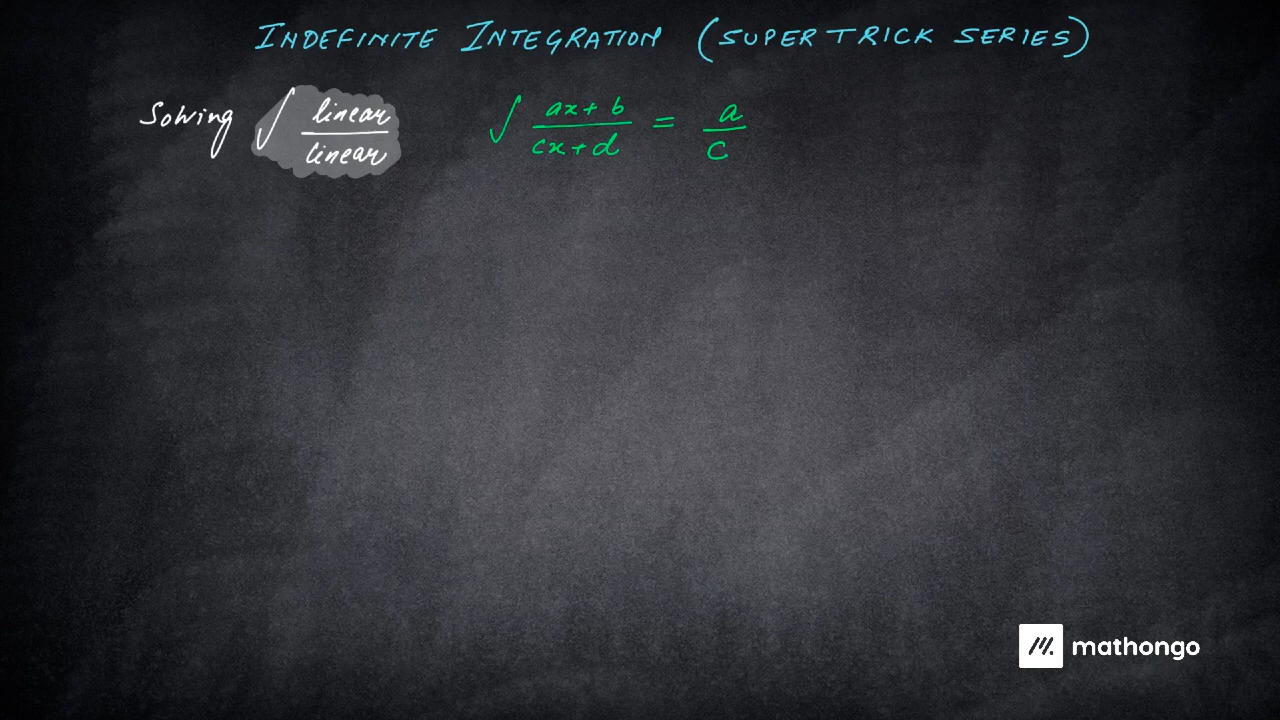 INDEFINITE INTEGRATION (SUPER TRICK SERIES)
Solving ∫ linear/linear ∫ ax+b/cx+d = a/c
mathongo